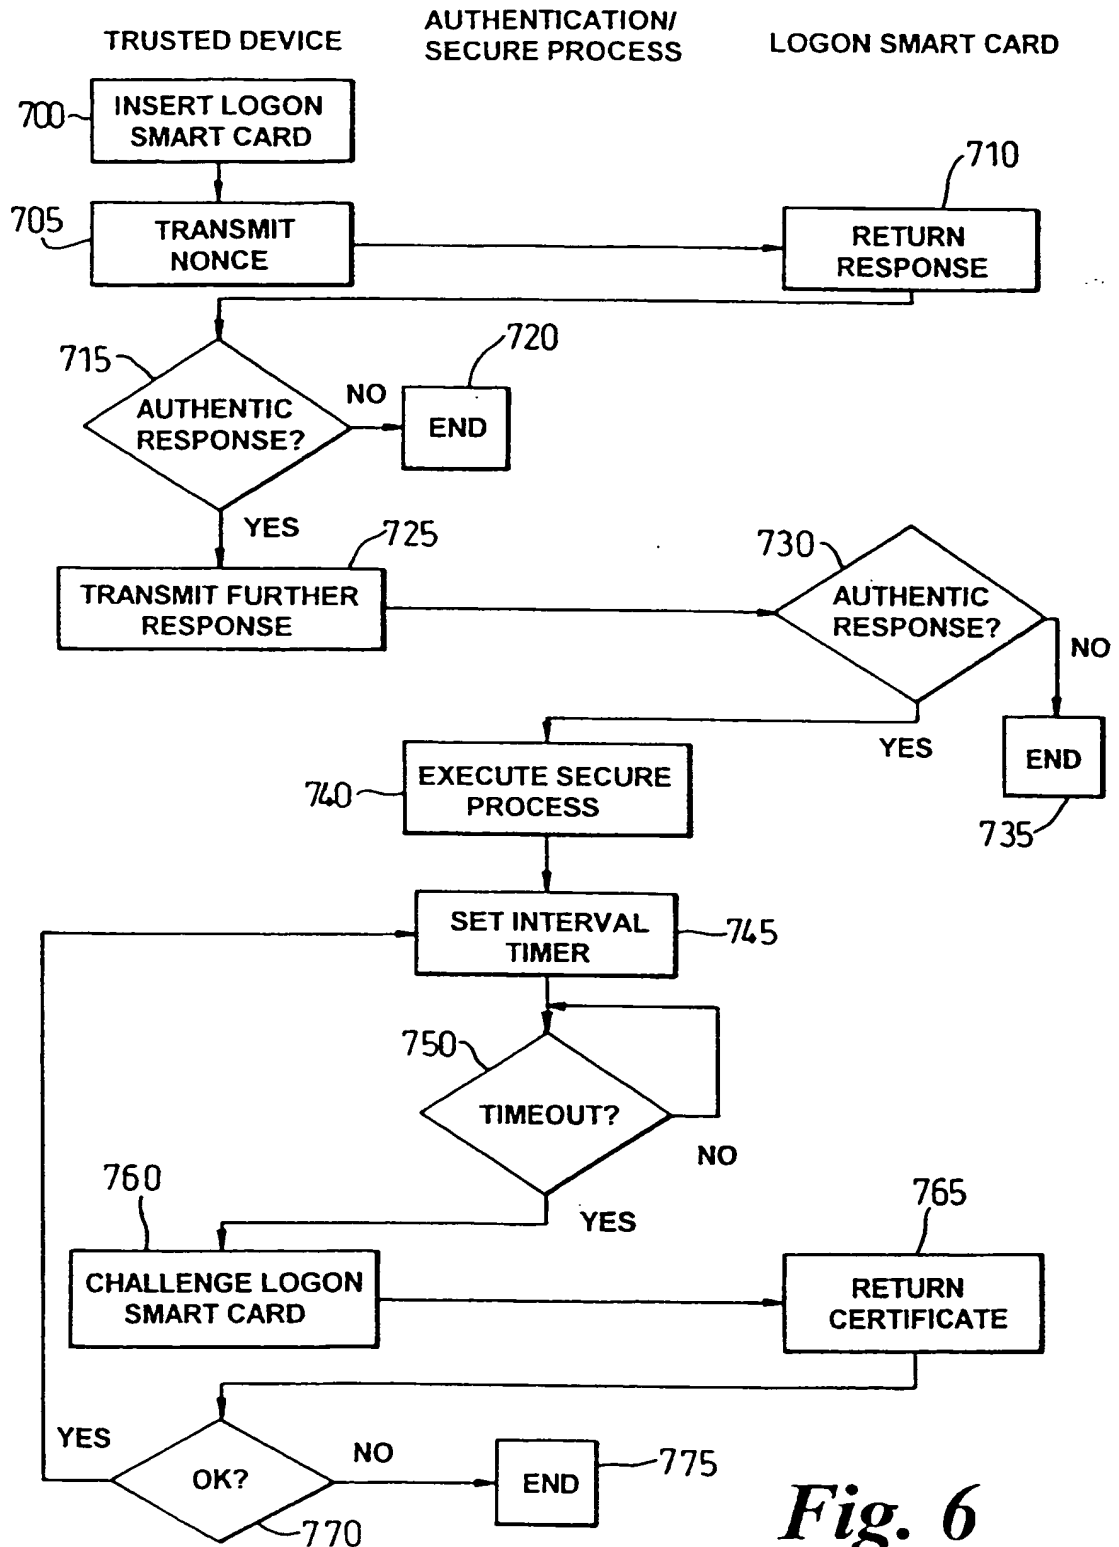 TRUSTED DEVICE
AUTHENTICATION/
SECURE PROCESS
LOGON SMART CARD
700
INSERT LOGON
SMART CARD
705
TRANSMIT
NONCE
710
RETURN
RESPONSE
715
AUTHENTIC
RESPONSE?
NO
720
END
YES
725
TRANSMIT FURTHER
RESPONSE
730
AUTHENTIC
RESPONSE?
NO
YES
END
735
740
EXECUTE SECURE
PROCESS
SET INTERVAL
TIMER
745
750
TIMEOUT?
NO
YES
760
CHALLENGE LOGON
SMART CARD
765
RETURN
CERTIFICATE
YES
OK?
770
NO
END
775
Fig. 6